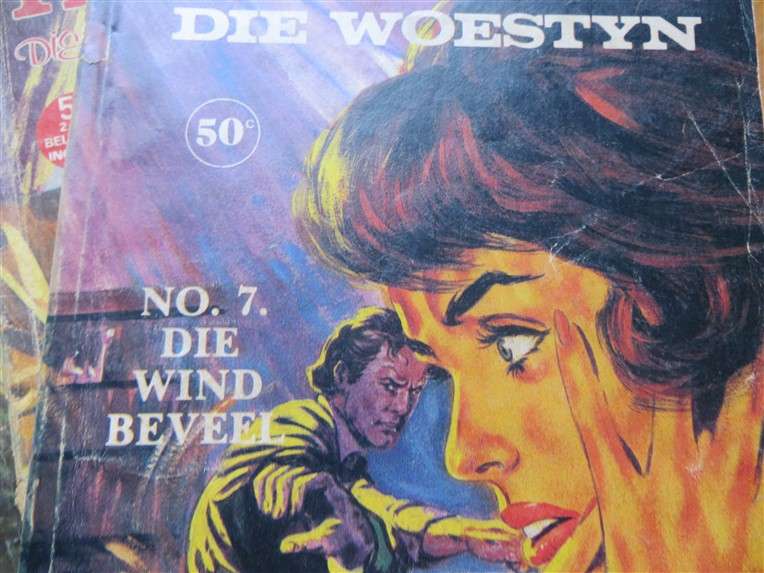 DIE WOESTYN
50c
NO. 7.
DIE
WIND
BEVEEL